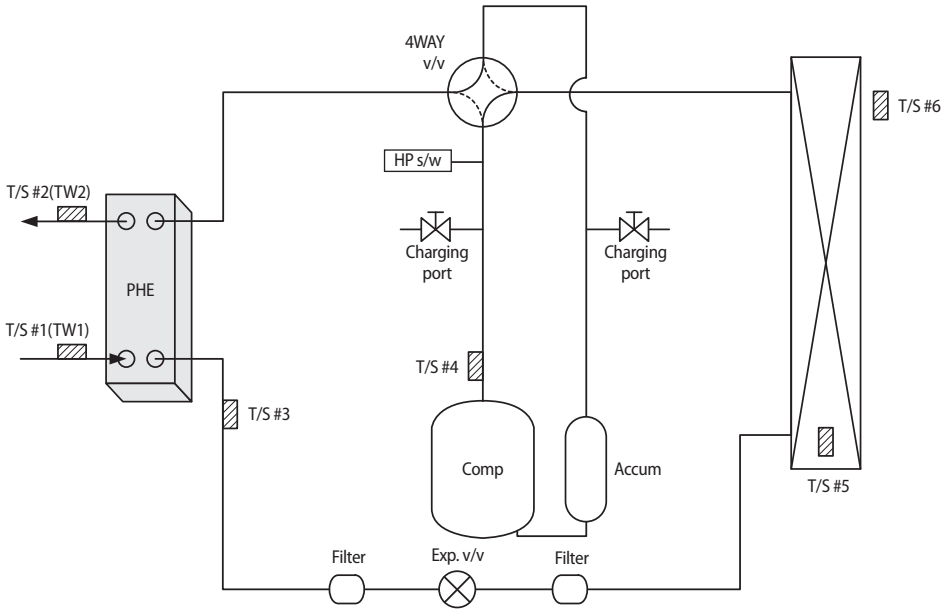 4WAY
v/v
T/S #6
HP s/w
T/S #2(TW2)
Charging
port
Charging
port
PHE
T/S #1(TW1)
T/S #4
T/S #3
Comp
Accum
T/S #5
Filter
Exp. v/v
Filter